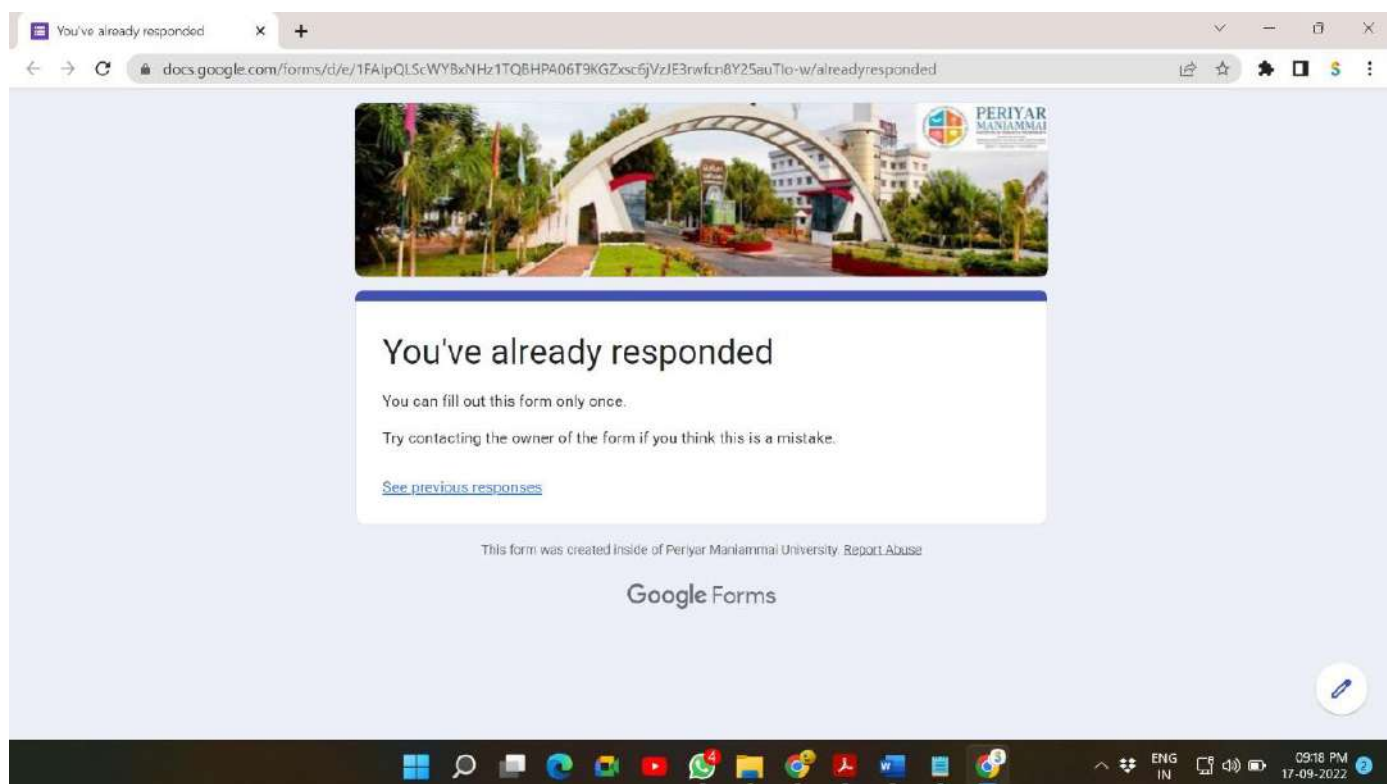 You've already responded
docs.google.com/forms/d/e/1FAIpQLScWYBxNHz1TQBHPA06T9KGZxsc6jVzJE3rwfcn8Y25auTIo-w/alreadyresponded
S
PERIYAR
MANIAMMAI
You've already responded
You can fill out this form only once.
Try contacting the owner of the form if you think this is a mistake.
See previous responses
This form was created inside of Periyar Maniammai University. Report Abuse
Google Forms
4
W
S
ENG
IN
09:18 PM
17-09-2022
2